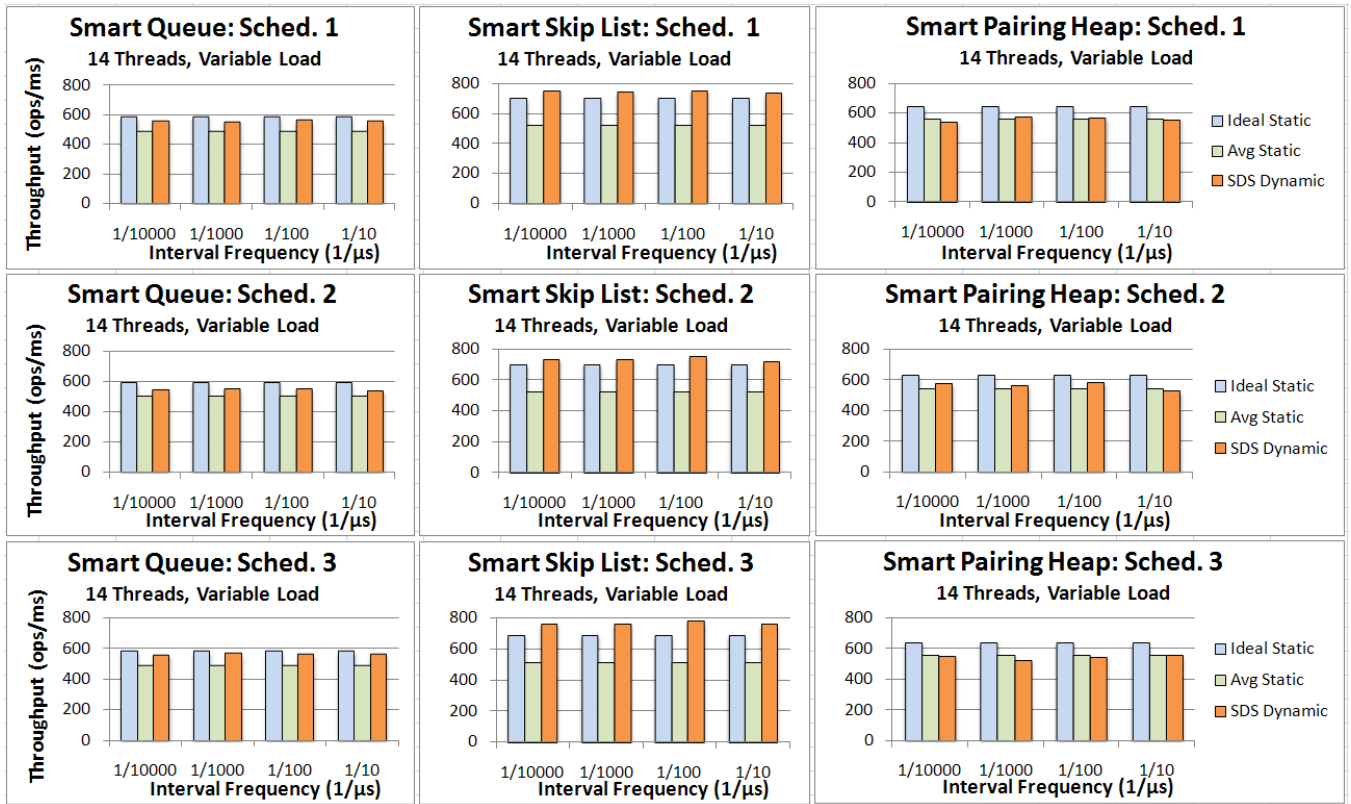 Smart Queue: Sched. 1
14 Threads, Variable Load
Throughput (ops/ms)
800
600
400
200
0
1/10000 1/1000 1/100 1/10
Interval Frequency (1/µs)
Smart Skip List: Sched. 1
14 Threads, Variable Load
800
600
400
200
0
1/10000 1/1000 1/100 1/10
Interval Frequency (1/µs)
Smart Pairing Heap: Sched. 1
14 Threads, Variable Load
800
600
400
200
0
1/10000 1/1000 1/100 1/10
Interval Frequency (1/µs)
Ideal Static
Avg Static
SDS Dynamic
Smart Queue: Sched. 2
14 Threads, Variable Load
Throughput (ops/ms)
800
600
400
200
0
1/10000 1/1000 1/100 1/10
Interval Frequency (1/µs)
Smart Skip List: Sched. 2
14 Threads, Variable Load
800
600
400
200
0
1/10000 1/1000 1/100 1/10
Interval Frequency (1/µs)
Smart Pairing Heap: Sched. 2
14 Threads, Variable Load
800
600
400
200
0
1/10000 1/1000 1/100 1/10
Interval Frequency (1/µs)
Ideal Static
Avg Static
SDS Dynamic
Smart Queue: Sched. 3
14 Threads, Variable Load
Throughput (ops/ms)
800
600
400
200
0
1/10000 1/1000 1/100 1/10
Interval Frequency (1/µs)
Smart Skip List: Sched. 3
14 Threads, Variable Load
800
600
400
200
0
1/10000 1/1000 1/100 1/10
Interval Frequency (1/µs)
Smart Pairing Heap: Sched. 3
14 Threads, Variable Load
800
600
400
200
0
1/10000 1/1000 1/100 1/10
Interval Frequency (1/µs)
Ideal Static
Avg Static
SDS Dynamic